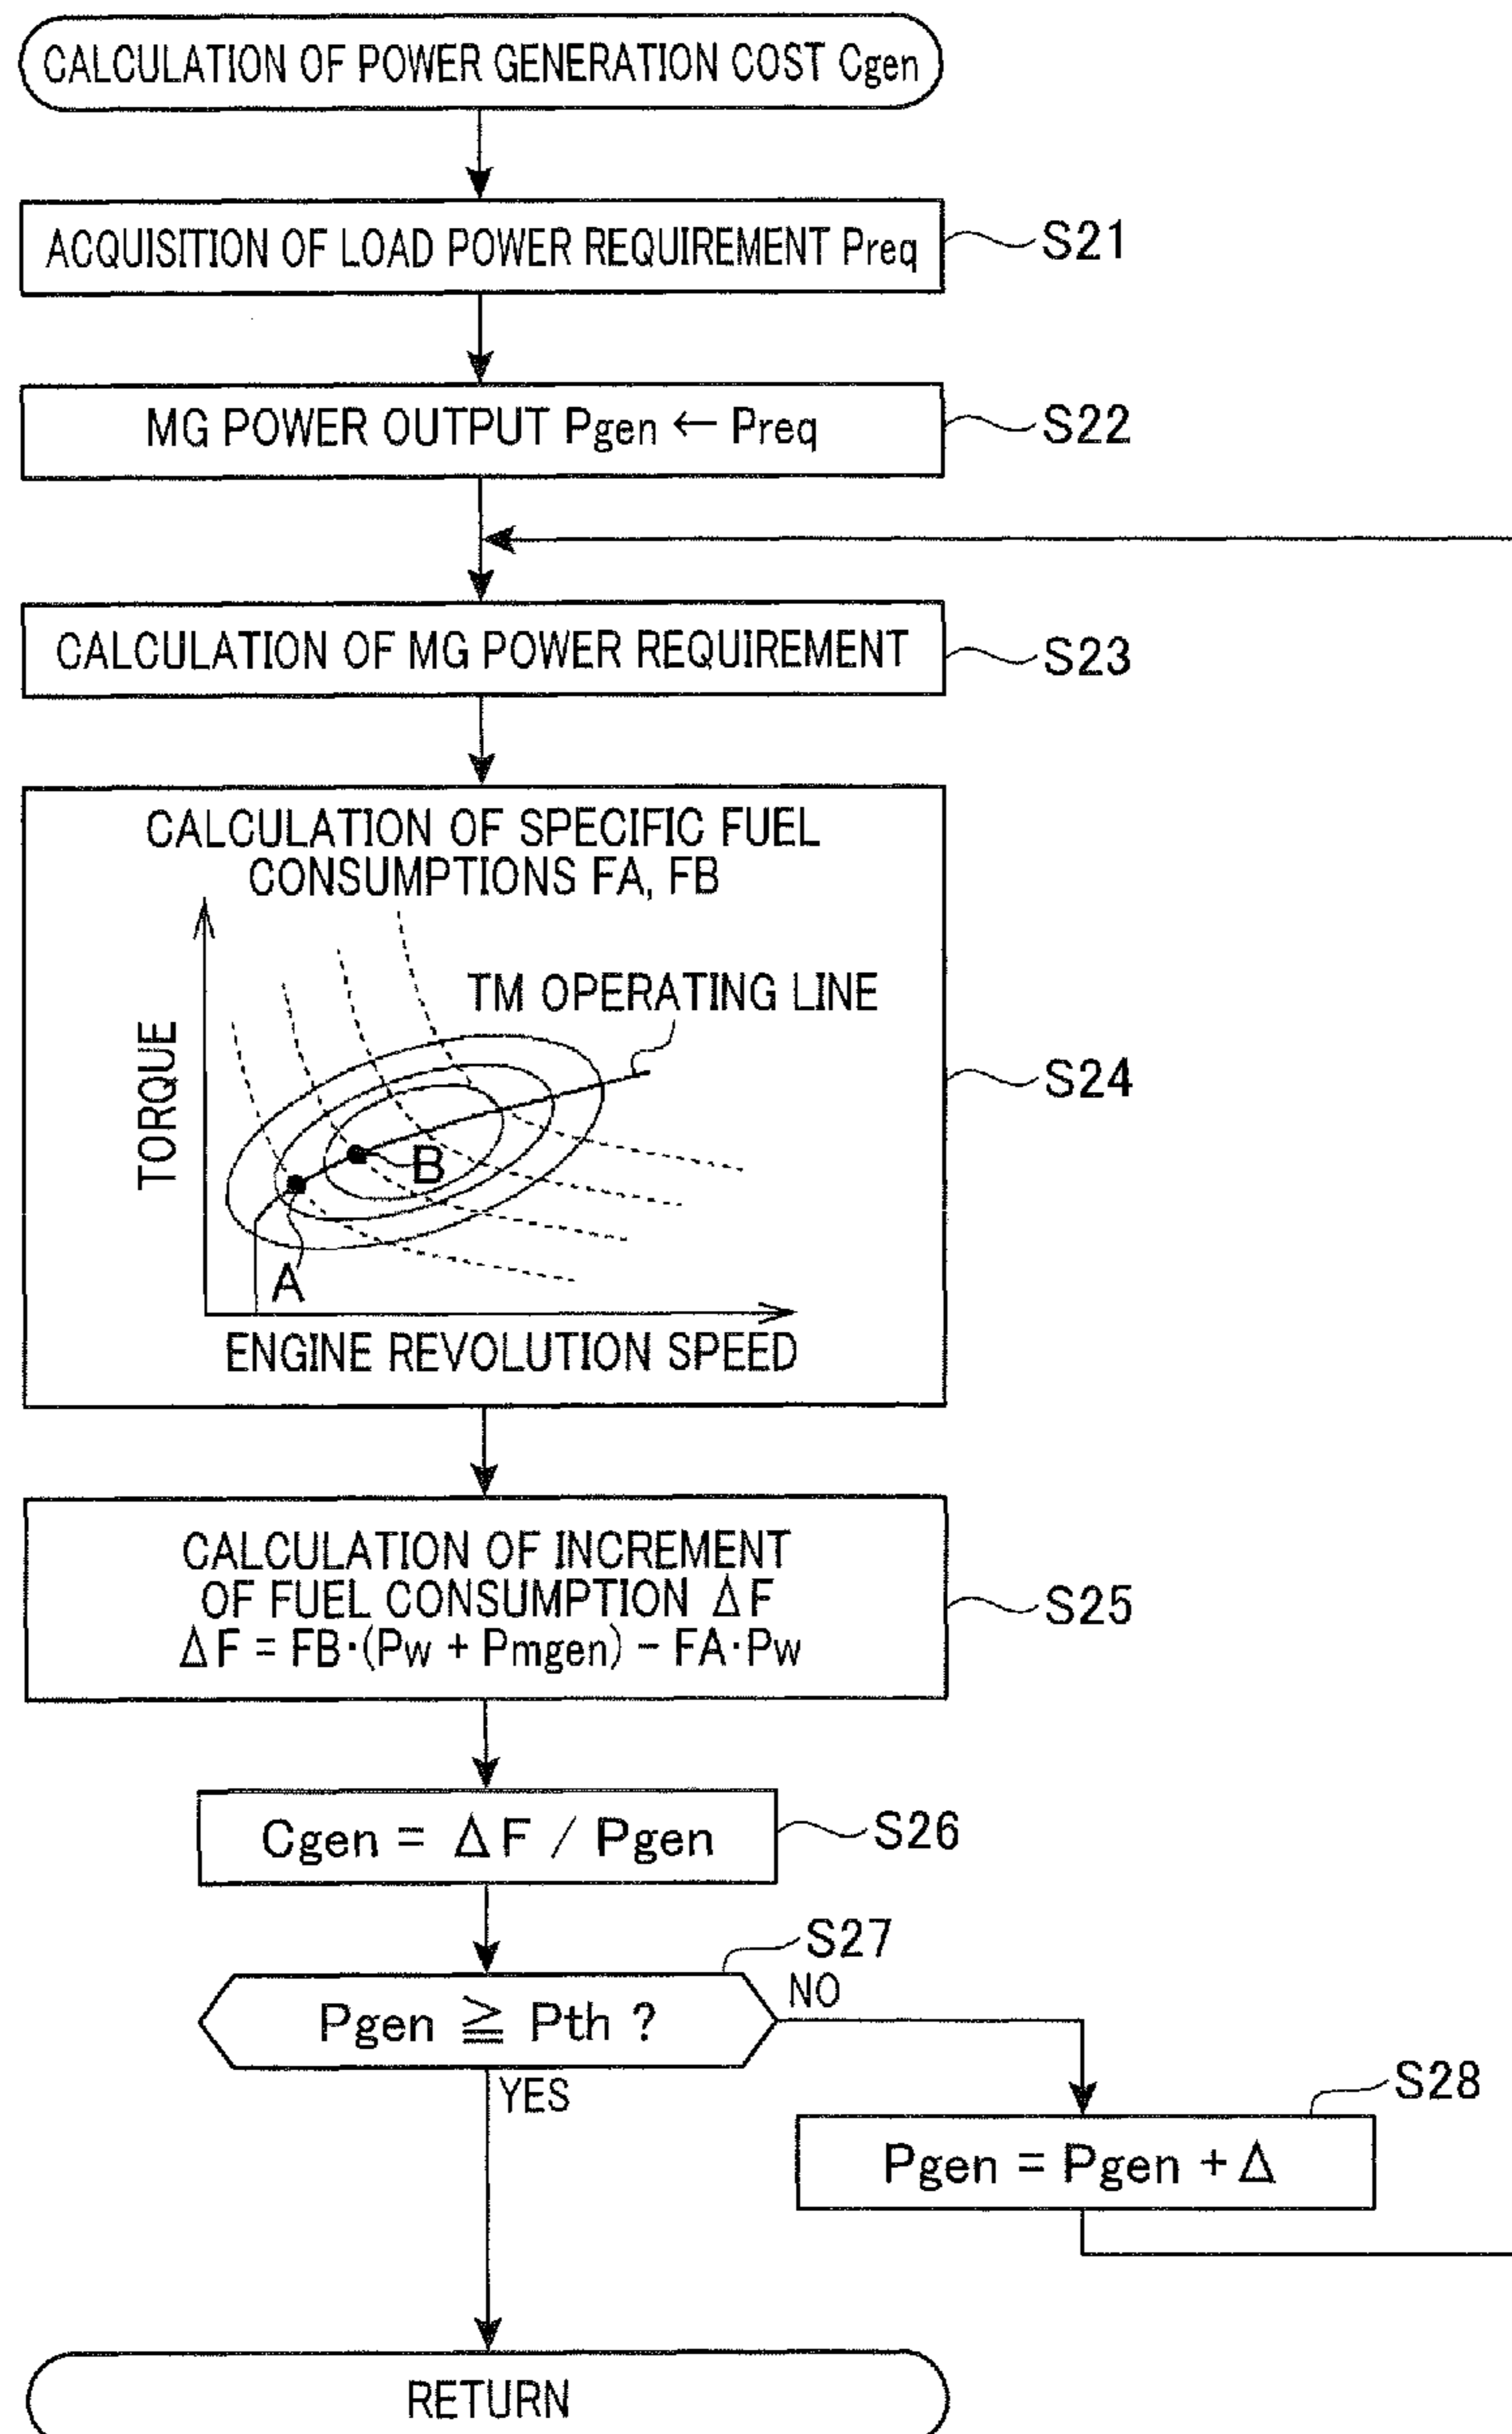 CALCULATION OF POWER GENERATION COST Cgen
ACQUISITION OF LOAD POWER REQUIREMENT Preq
S21
MG POWER OUTPUT Pgen ← Preq
S22
CALCULATION OF MG POWER REQUIREMENT
S23
CALCULATION OF SPECIFIC FUEL
CONSUMPTIONS FA, FB
TM OPERATING LINE
TORQUE
B
A
ENGINE REVOLUTION SPEED
S24
CALCULATION OF INCREMENT
OF FUEL CONSUMPTION ΔF
ΔF = FB·(Pw + Pmgen) - FA·Pw
S25
Cgen = ΔF / Pgen
S26
S27
Pgen ≧ Pth ?
NO
YES
S28
Pgen = Pgen + Δ
RETURN